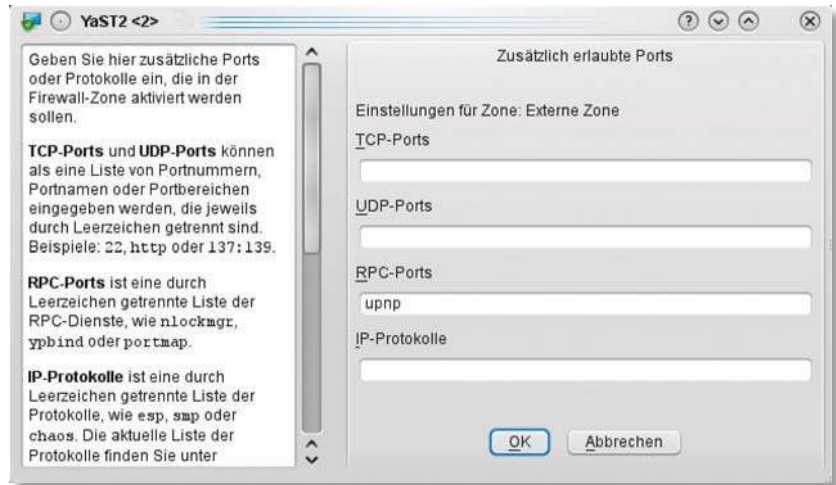 YaST2 <2>
Geben Sie hier zusätzliche Ports
oder Protokolle ein, die in der
Firewall-Zone aktiviert werden
sollen.
TCP-Ports und UDP-Ports können
als eine Liste von Portnummern,
Portnamen oder Portbereichen
eingegeben werden, die jeweils
durch Leerzeichen getrennt sind.
Beispiele: 22, http oder 137:139.
RPC-Ports ist eine durch
Leerzeichen getrennte Liste der
RPC-Dienste, wie nlockmgr,
ypbind oder portmap.
IP-Protokolle ist eine durch
Leerzeichen getrennte Liste der
Protokolle, wie esp, smp oder
chaos. Die aktuelle Liste der
Protokolle finden Sie unter
Zusätzlich erlaubte Ports
Einstellungen für Zone: Externe Zone
TCP-Ports
UDP-Ports
RPC-Ports
upnp
IP-Protokolle
OK
Abbrechen